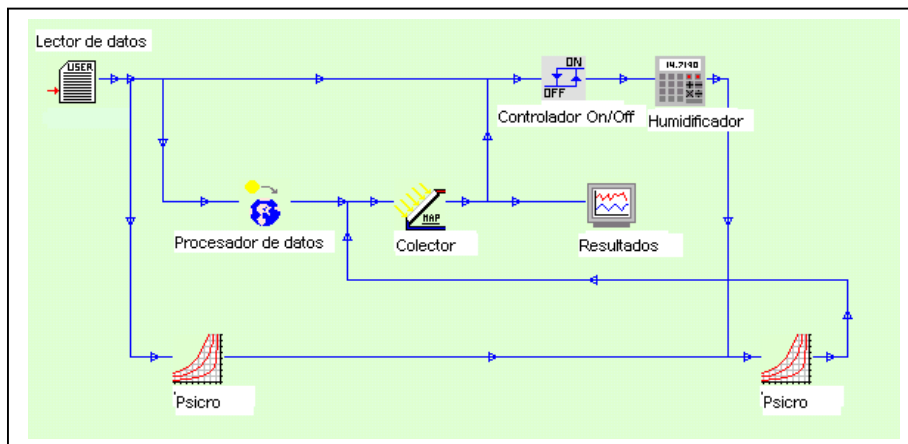 Lector de datos
USER
ON
OFF
14.2190
Controlador On/Off
Humidificador
Procesador de datos
MAP
Colector
Resultados
Psicro
Psicro